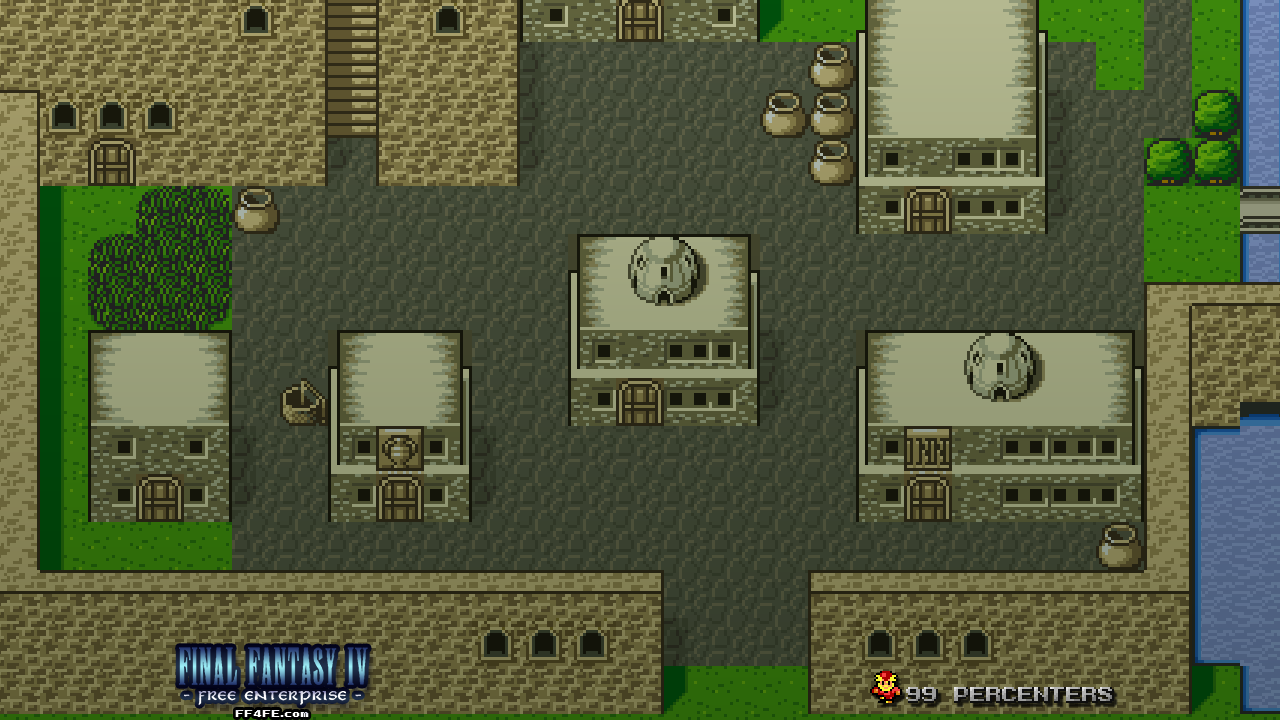 FINAL FANTASY IV
- FREE ENTERPRISE -
FF4FE.com
99 PERCENTERS